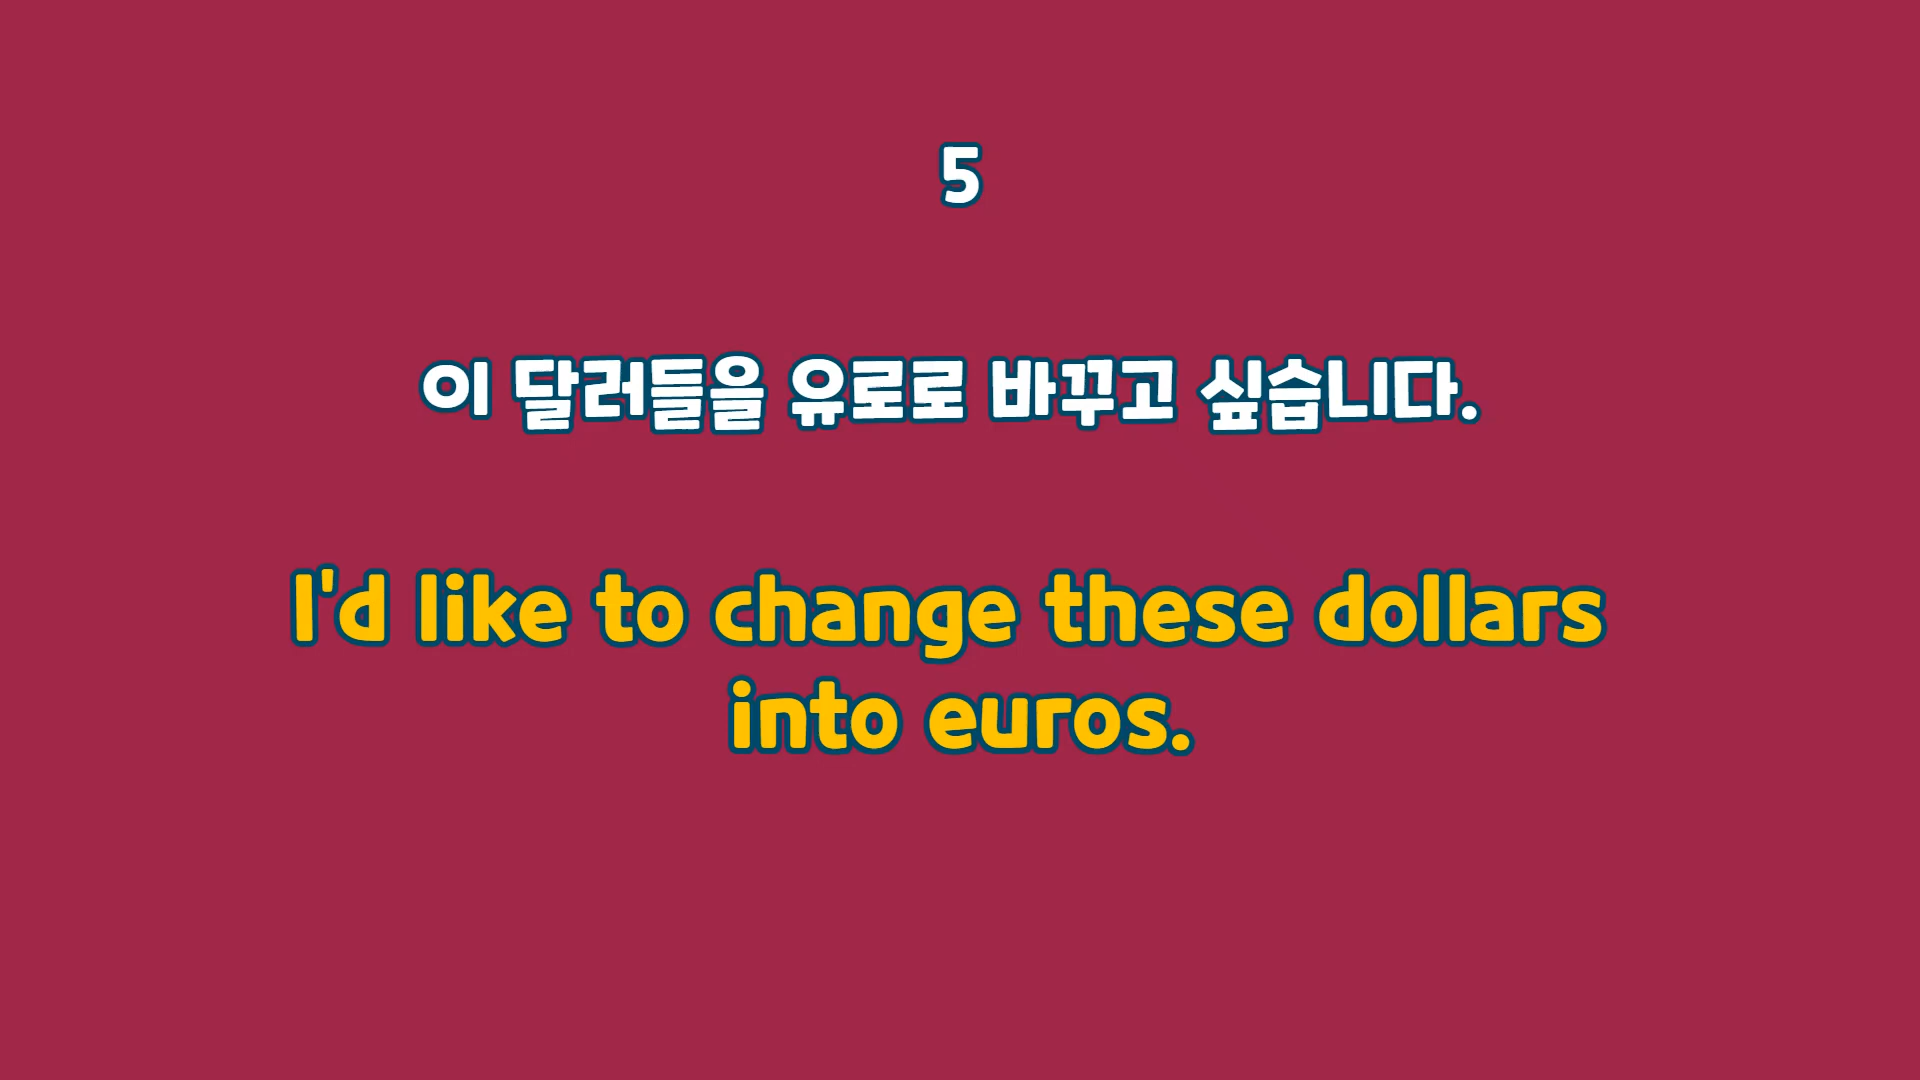 5
이 달러들을 유로로 바꾸고 싶습니다.
I'd like to change these dollars
into euros.